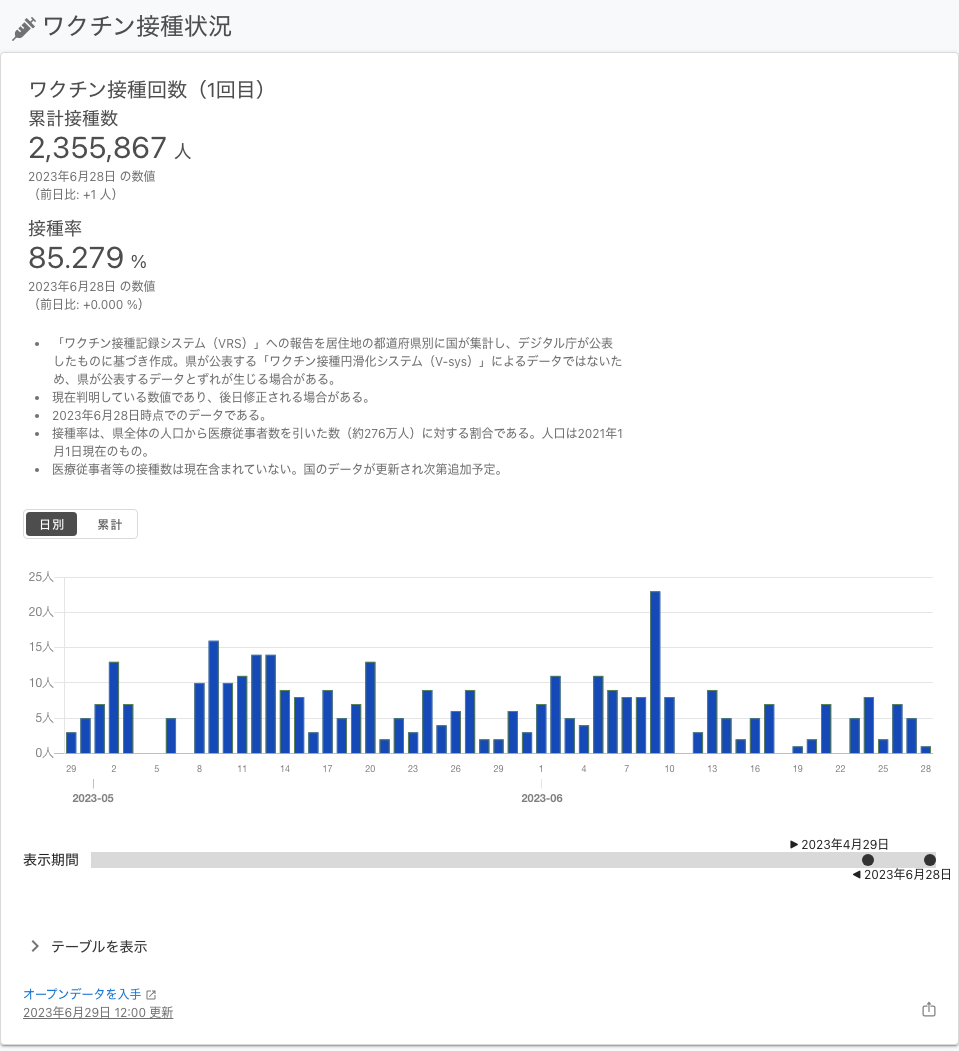 ワクチン接種状況
ワクチン接種回数（1回目）
累計接種数
2,355,867 人
2023年6月28日 の数値
（前日比: +1 人）
接種率
85.279 %
2023年6月28日 の数値
（前日比: +0.000 %）
• 「ワクチン接種記録システム（VRS）」への報告を居住地の都道府県別に国が集計し、デジタル庁が公表
したものに基づき作成。県が公表する「ワクチン接種円滑化システム（V-sys）」によるデータではないた
め、県が公表するデータとずれが生じる場合がある。
• 現在判明している数値であり、後日修正される場合がある。
• 2023年6月28日時点でのデータである。
• 接種率は、県全体の人口から医療従事者数を引いた数（約276万人）に対する割合である。人口は2021年1
月1日現在のもの。
• 医療従事者等の接種数は現在含まれていない。国のデータが更新され次第追加予定。
日別 累計
25人
20人
15人
10人
5人
0人
29 2 5 8 11 14 17 20 23 26 29 1 4 7 10 13 16 19 22 25 28
2023-05 2023-06
▶ 2023年4月29日
表示期間
◀ 2023年6月28日
テーブルを表示
オープンデータを入手
2023年6月29日 12:00 更新